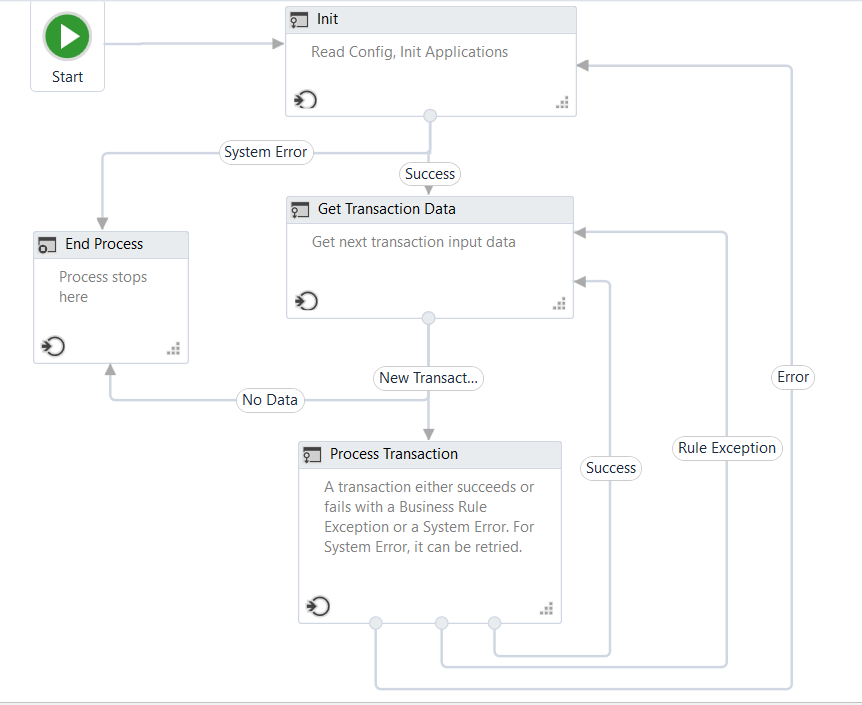 Start
Init
Read Config, Init Applications
System Error
Success
Get Transaction Data
Get next transaction input data
End Process
Process stops
here
New Transact...
No Data
Error
Rule Exception
Success
Process Transaction
A transaction either succeeds or
fails with a Business Rule
Exception or a System Error. For
System Error, it can be retried.